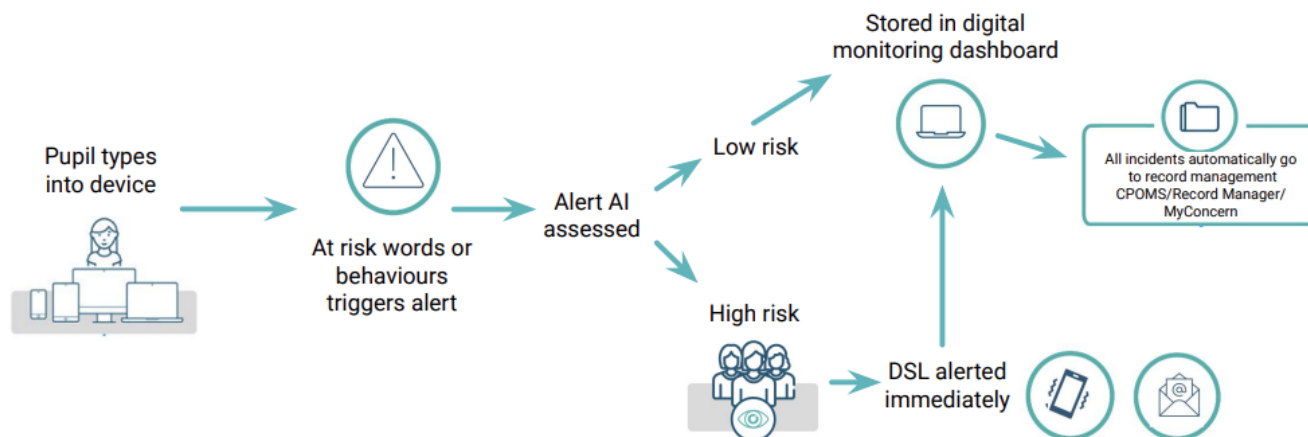 Pupil types
into device
At risk words or
behaviours
triggers alert
Alert AI
assessed
Low risk
Stored in digital
monitoring dashboard
All incidents automatically go
to record management
CPOMS/Record Manager/
MyConcern
High risk
DSL alerted
immediately
@